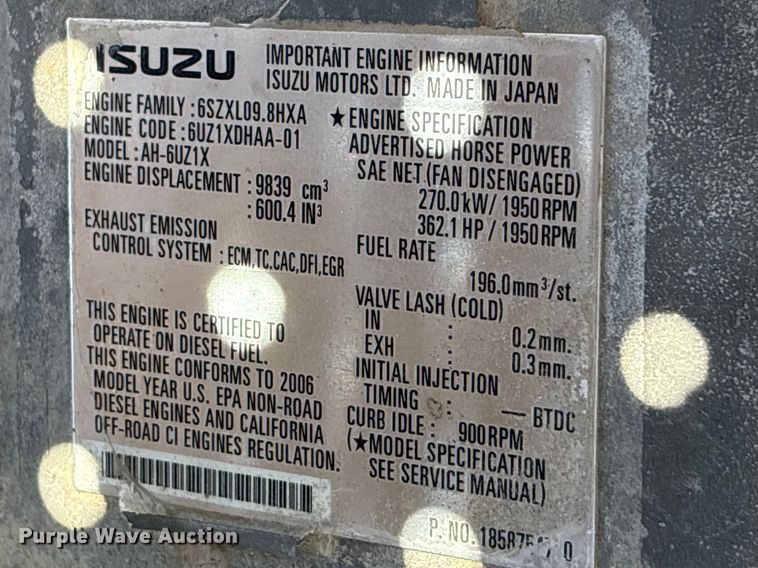 ISUZU
IMPORTANT ENGINE INFORMATION
ISUZU MOTORS LTD. MADE IN JAPAN
ENGINE FAMILY : 6SZXL09.8HXA
ENGINE CODE : 6UZ1XDHAA-01
MODEL : AH-6UZ1X
ENGINE DISPLACEMENT : 9839 cm³
: 600.4 IN³
EXHAUST EMISSION
CONTROL SYSTEM : ECM,TC,CAC,DFI,EGR
THIS ENGINE IS CERTIFIED TO
OPERATE ON DIESEL FUEL.
THIS ENGINE CONFORMS TO 2006
MODEL YEAR U.S. EPA NON-ROAD
DIESEL ENGINES AND CALIFORNIA
OFF-ROAD CI ENGINES REGULATION.
★ENGINE SPECIFICATION
ADVERTISED HORSE POWER
SAE NET (FAN DISENGAGED)
270.0kW/ 1950RPM
362.1 HP / 1950RPM
FUEL RATE
196.0mm³/st.
VALVE LASH (COLD)
IN : 0.2mm.
EXH : 0.3mm.
INITIAL INJECTION
TIMING : — BTDC
CURB IDLE : 900RPM
(★MODEL SPECIFICATION
SEE SERVICE MANUAL)
P. NO.
Purple Wave Auction